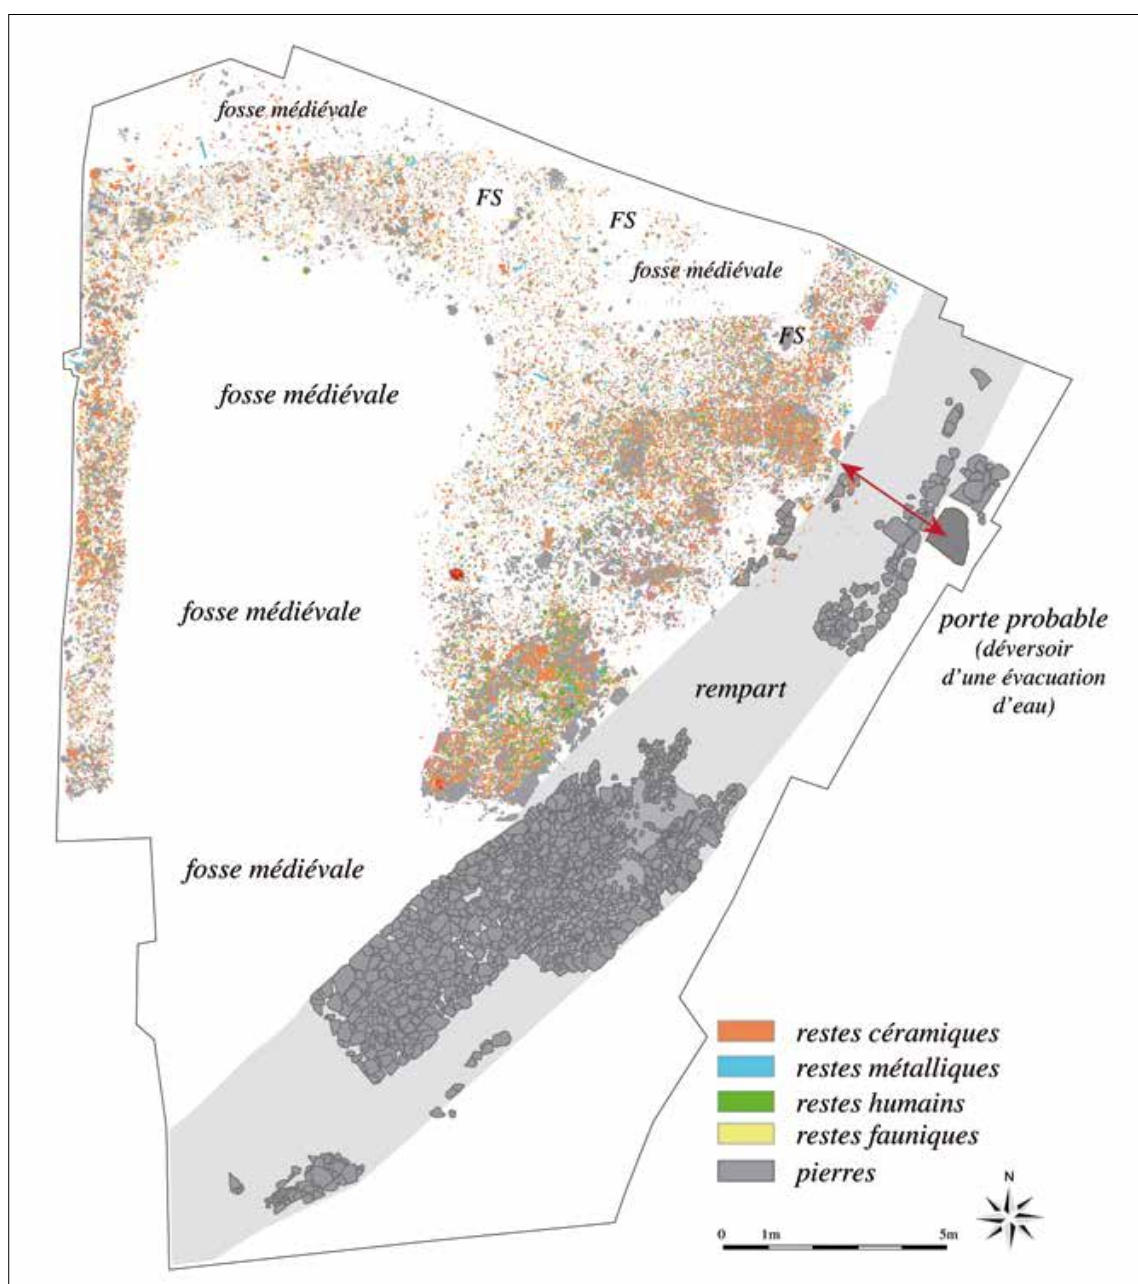 fosse médiévale
FS
FS
fosse médiévale
FS
fosse médiévale
fosse médiévale
porte probable
(déversoir
d'une évacuation
d'eau)
rempart
fosse médiévale
restes céramiques
restes métalliques
restes humains
restes fauniques
pierres
N
0 1m 5m